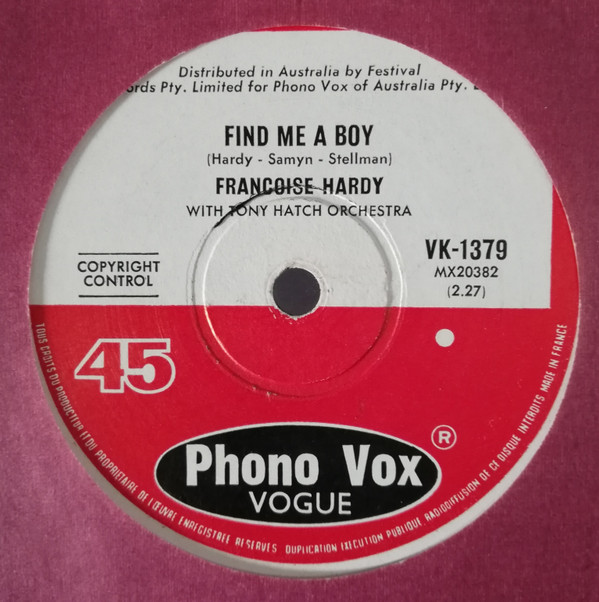 Distributed in Australia by Festival
ords Pty. Limited for Phono Vox of Australia Pty.
FIND ME A BOY
(Hardy - Samyn - Stellman)
FRANCOISE HARDY
WITH TONY HATCH ORCHESTRA
COPYRIGHT
CONTROL
VK-1379
MX20382
(2.27)
45
Phono Vox
®
VOGUE
TOUS DROITS DU PRODUCTEUR ET DU PROPRIETAIRE DE L'ŒUVRE ENREGISTREE RESERVES DUPLICATION EXECUTION PUBLIQUE, RADIODIFFUSION DE CE DISQUE INTERDITS MADE IN FRANCE